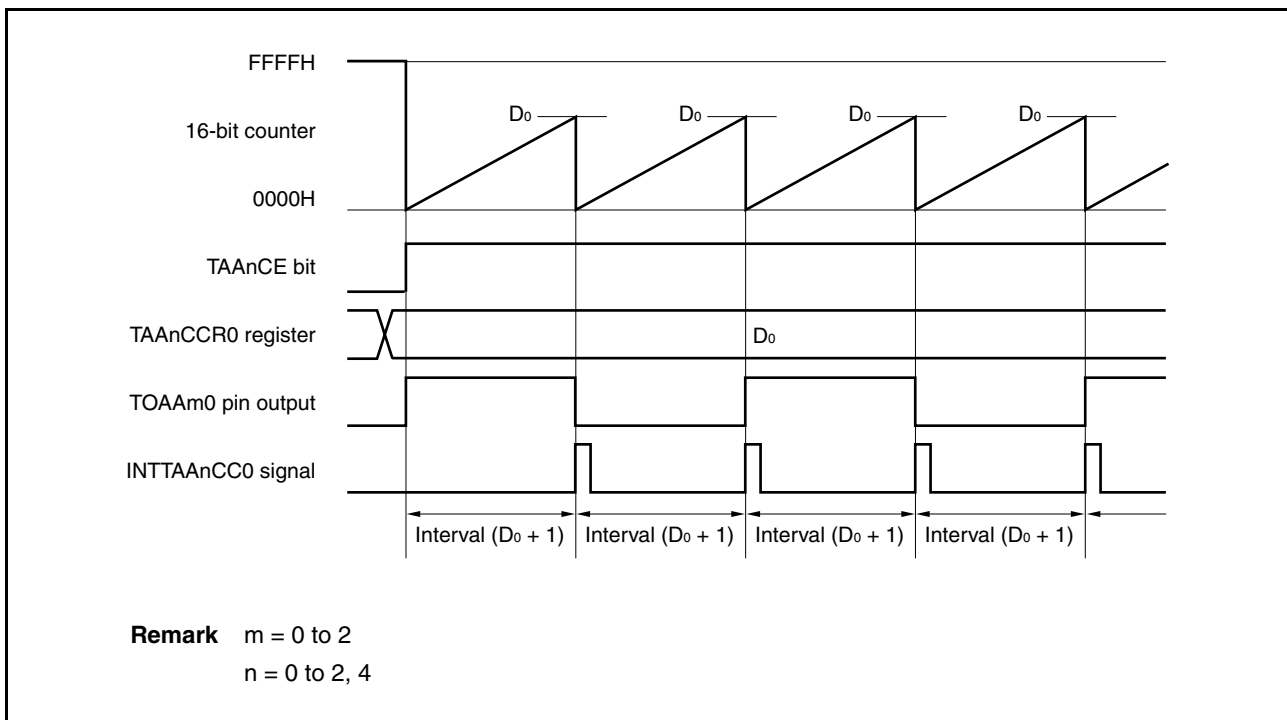 FFFFH
D0 D0 D0 D0
16-bit counter
0000H
TAAnCE bit
TAAnCCR0 register D0
TOAAm0 pin output
INTTAAnCC0 signal
Interval (D0 + 1) Interval (D0 + 1) Interval (D0 + 1) Interval (D0 + 1)
Remark m = 0 to 2
n = 0 to 2, 4